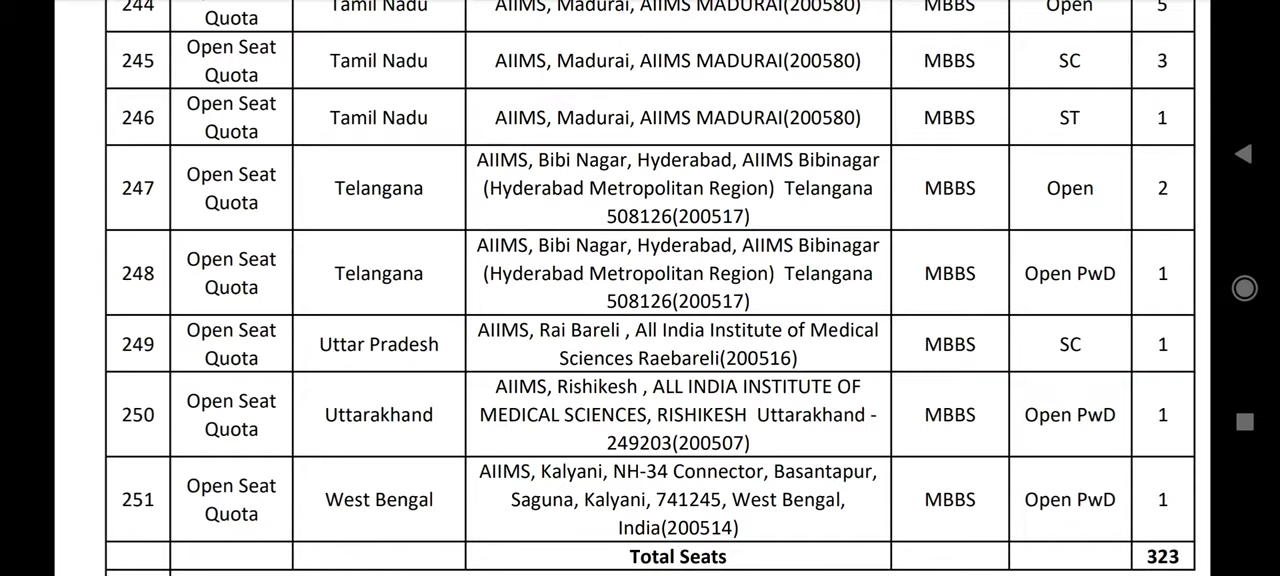 244
Quota
Tamil Nadu
AIIMS, Madurai, AIIMS MADURAI(200580)
MBBS
Open
5
245
Open Seat
Quota
Tamil Nadu
AIIMS, Madurai, AIIMS MADURAI(200580)
MBBS
SC
3
246
Open Seat
Quota
Tamil Nadu
AIIMS, Madurai, AIIMS MADURAI(200580)
MBBS
ST
1
247
Open Seat
Quota
Telangana
AIIMS, Bibi Nagar, Hyderabad, AIIMS Bibinagar
(Hyderabad Metropolitan Region)  Telangana
508126(200517)
MBBS
Open
2
248
Open Seat
Quota
Telangana
AIIMS, Bibi Nagar, Hyderabad, AIIMS Bibinagar
(Hyderabad Metropolitan Region)  Telangana
508126(200517)
MBBS
Open PwD
1
249
Open Seat
Quota
Uttar Pradesh
AIIMS, Rai Bareli , All India Institute of Medical
Sciences Raebareli(200516)
MBBS
SC
1
250
Open Seat
Quota
Uttarakhand
AIIMS, Rishikesh , ALL INDIA INSTITUTE OF
MEDICAL SCIENCES, RISHIKESH  Uttarakhand -
249203(200507)
MBBS
Open PwD
1
251
Open Seat
Quota
West Bengal
AIIMS, Kalyani, NH-34 Connector, Basantapur,
Saguna, Kalyani, 741245, West Bengal,
India(200514)
MBBS
Open PwD
1
Total Seats
323